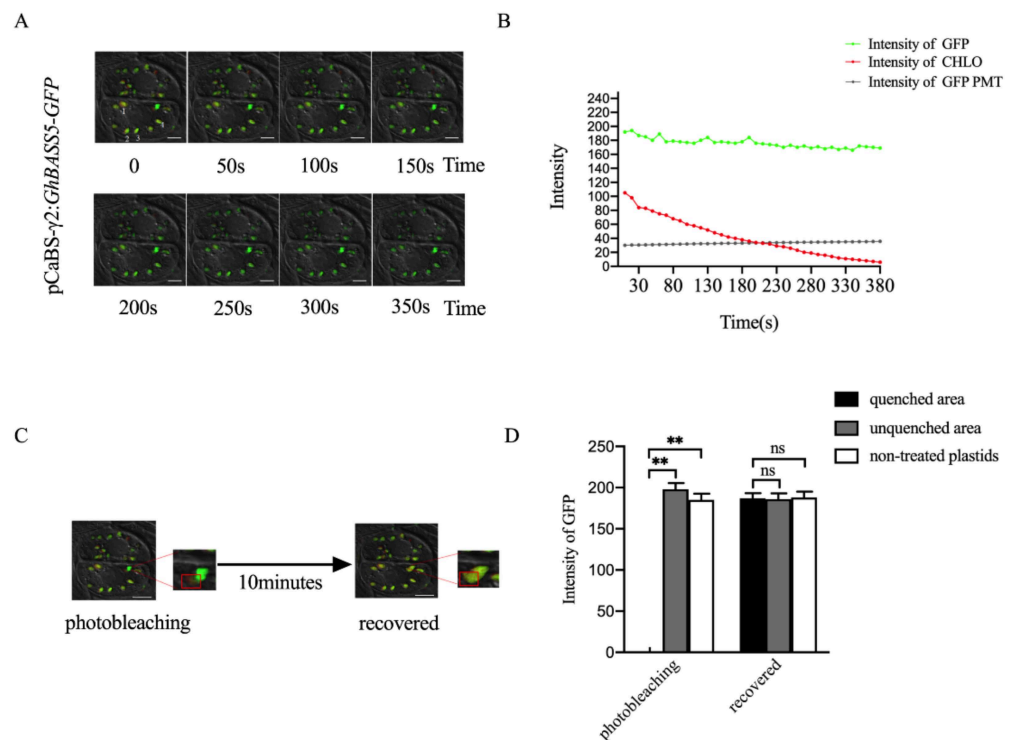 A
pCaBS-γ2:GhBASS5-GFP
0 50s 100s 150s Time
200s 250s 300s 350s Time
B
Intensity of GFP
Intensity of CHLO
Intensity of GFP PMT
Intensity
240
220
200
180
160
140
120
100
80
60
40
20
0
30 80 130 180 230 280 330 380
Time(s)
C
10minutes
photobleaching
recovered
D
quenched area
unquenched area
non-treated plastids
Intensity of GFP
250
200
150
100
50
0
**
**
ns
ns
photobleaching
recovered